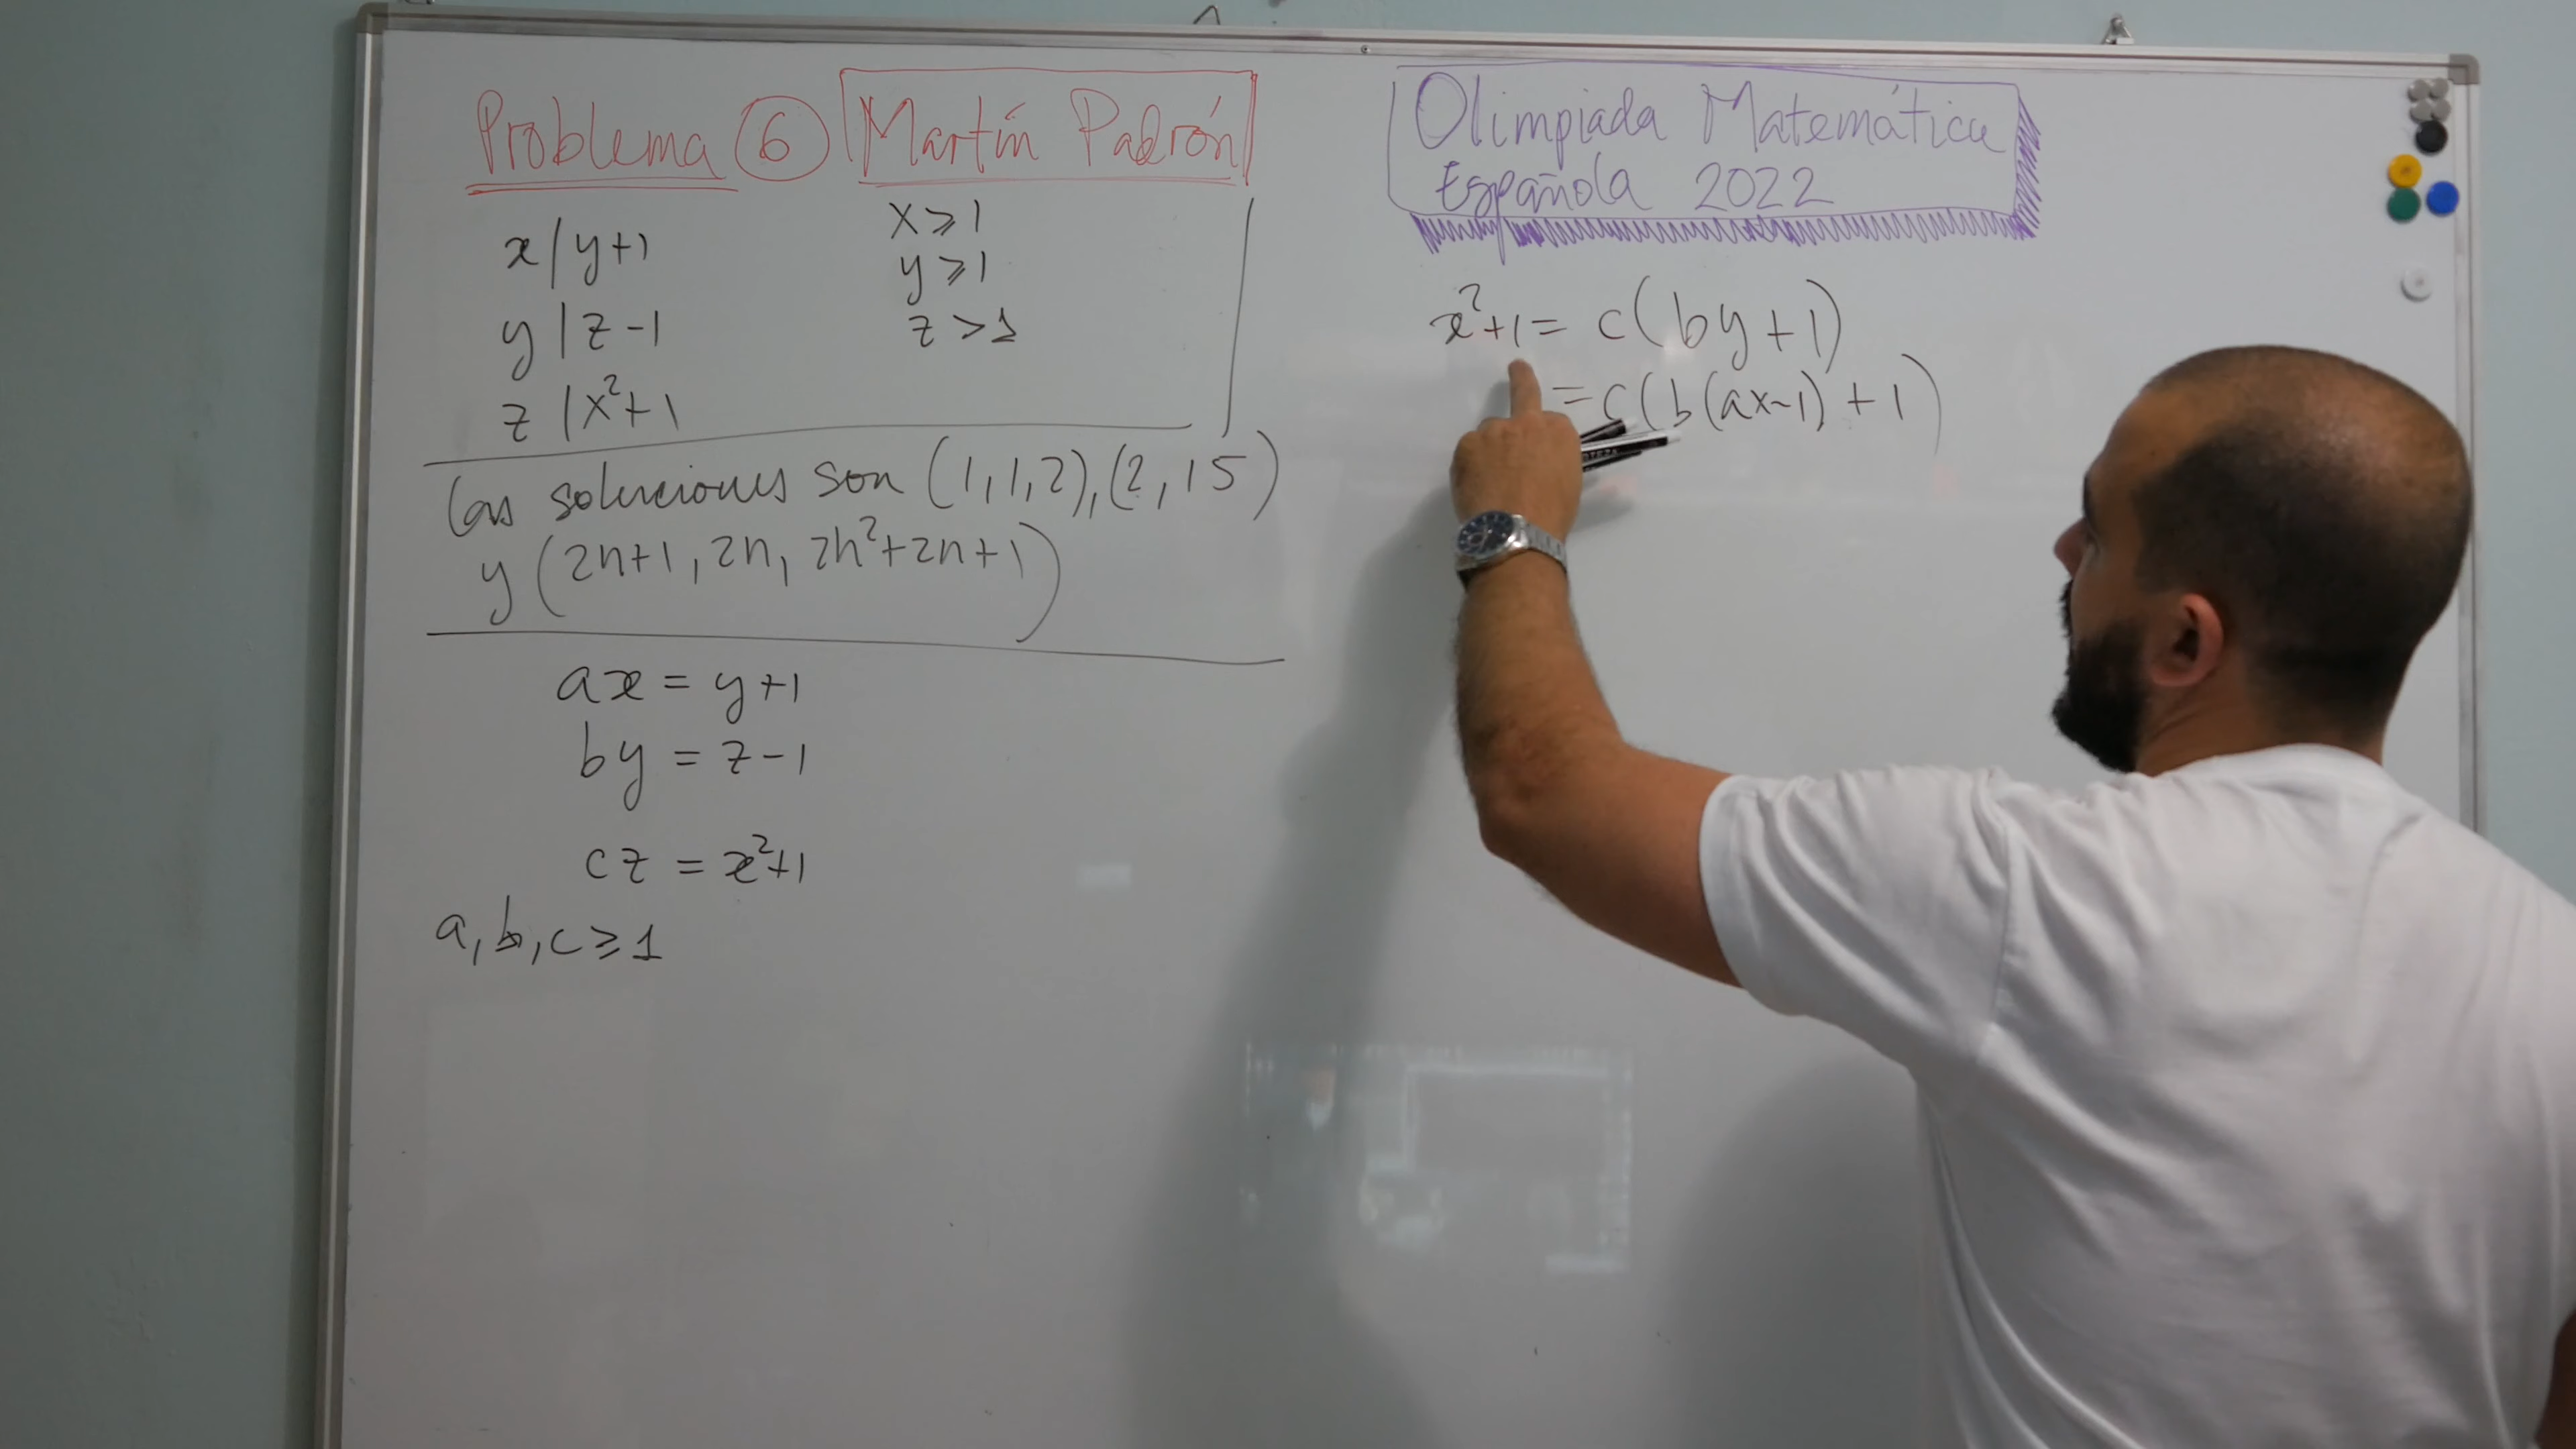 Problema 6 Martín Padrón
x | y+1
y | z-1
z | x²+1
x ⩾ 1
y ⩾ 1
z > 1
las soluciones son (1,1,2), (2,15)
y (2n+1, 2n, 2n²+2n+1)
ax = y+1
by = z-1
cz = x²+1
a, b, c ⩾ 1
Olimpiada Matemática
Española 2022
x²+1 = c(by+1)
= c(b(ax-1)+1)